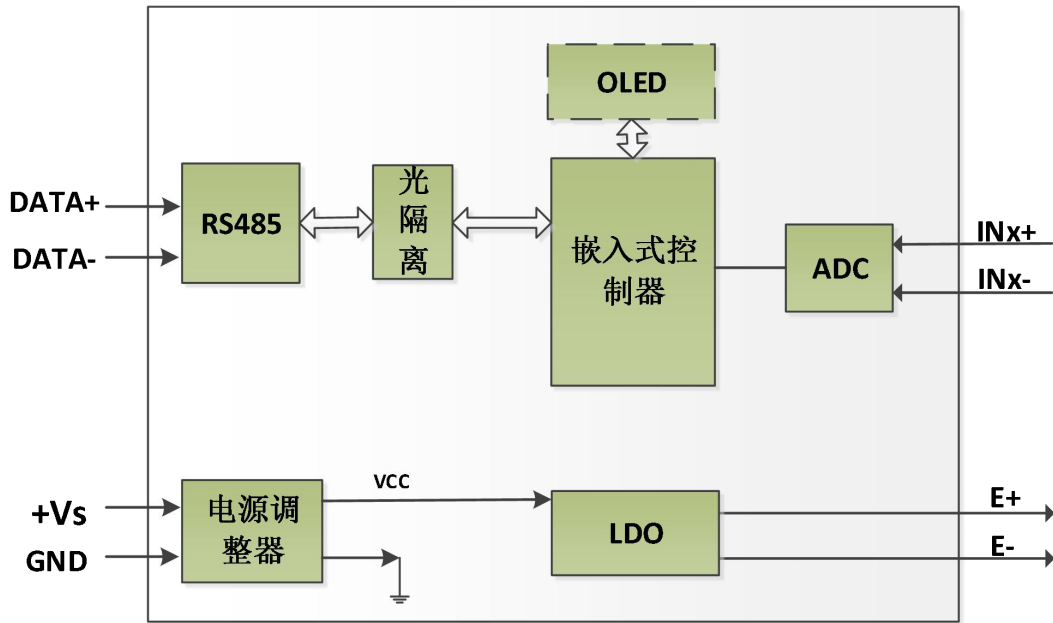 OLED
DATA+
DATA-
RS485
光
隔
离
嵌入式控
制器
ADC
INx+
INx-
+Vs
GND
电源调
整器
VCC
LDO
E+
E-